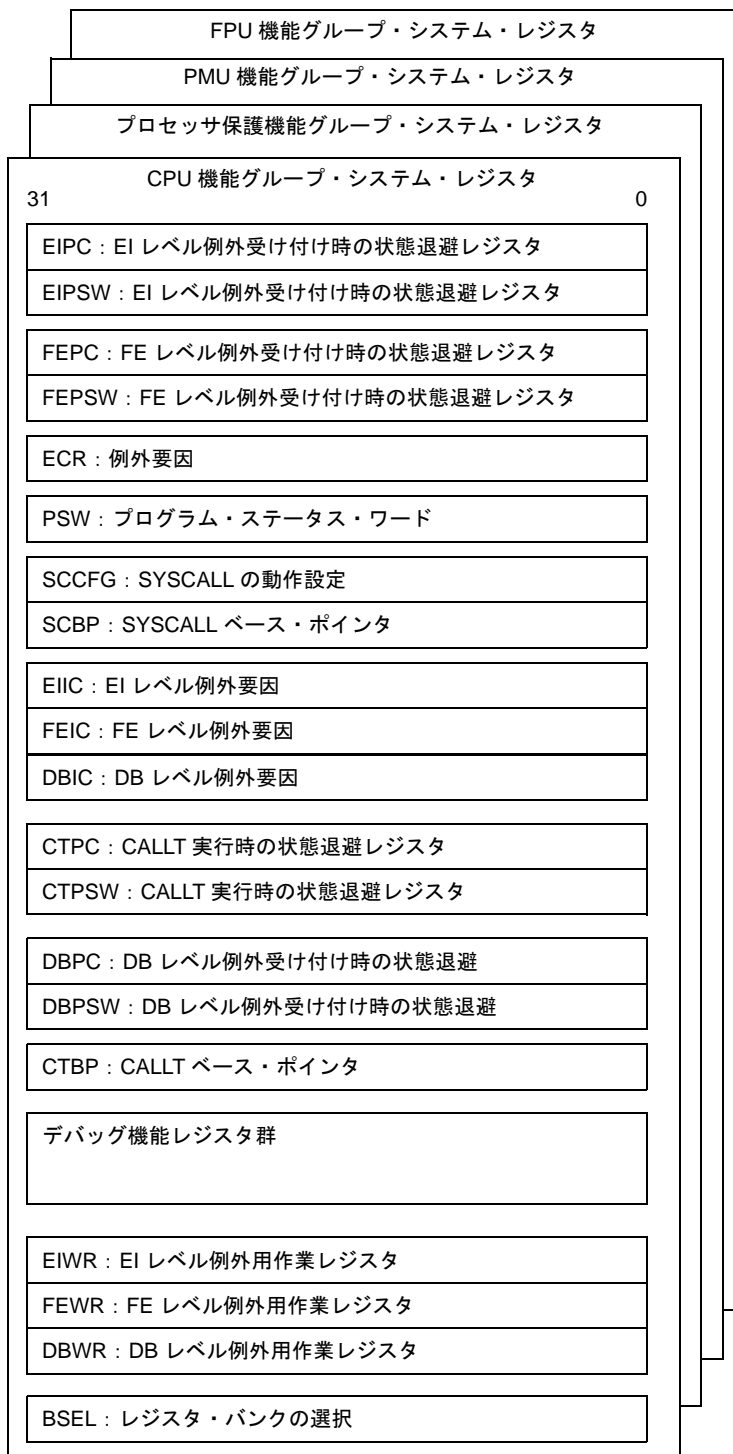 FPU 機能グループ・システム・レジスタ
PMU 機能グループ・システム・レジスタ
プロセッサ保護機能グループ・システム・レジスタ
CPU 機能グループ・システム・レジスタ
31 0
EIPC：EI レベル例外受け付け時の状態退避レジスタ
EIPSW：EI レベル例外受け付け時の状態退避レジスタ
FEPC：FE レベル例外受け付け時の状態退避レジスタ
FEPSW：FE レベル例外受け付け時の状態退避レジスタ
ECR：例外要因
PSW：プログラム・ステータス・ワード
SCCFG：SYSCALL の動作設定
SCBP：SYSCALL ベース・ポインタ
EIIC：EI レベル例外要因
FEIC：FE レベル例外要因
DBIC：DB レベル例外要因
CTPC：CALLT 実行時の状態退避レジスタ
CTPSW：CALLT 実行時の状態退避レジスタ
DBPC：DB レベル例外受け付け時の状態退避
DBPSW：DB レベル例外受け付け時の状態退避
CTBP：CALLT ベース・ポインタ
デバッグ機能レジスタ群
EIWR：EI レベル例外用作業レジスタ
FEWR：FE レベル例外用作業レジスタ
DBWR：DB レベル例外用作業レジスタ
BSEL：レジスタ・バンクの選択